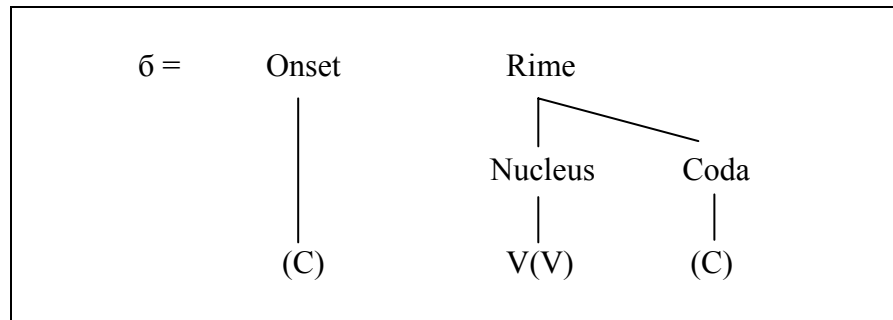 б = Onset Rime
Nucleus Coda
(C) V(V) (C)